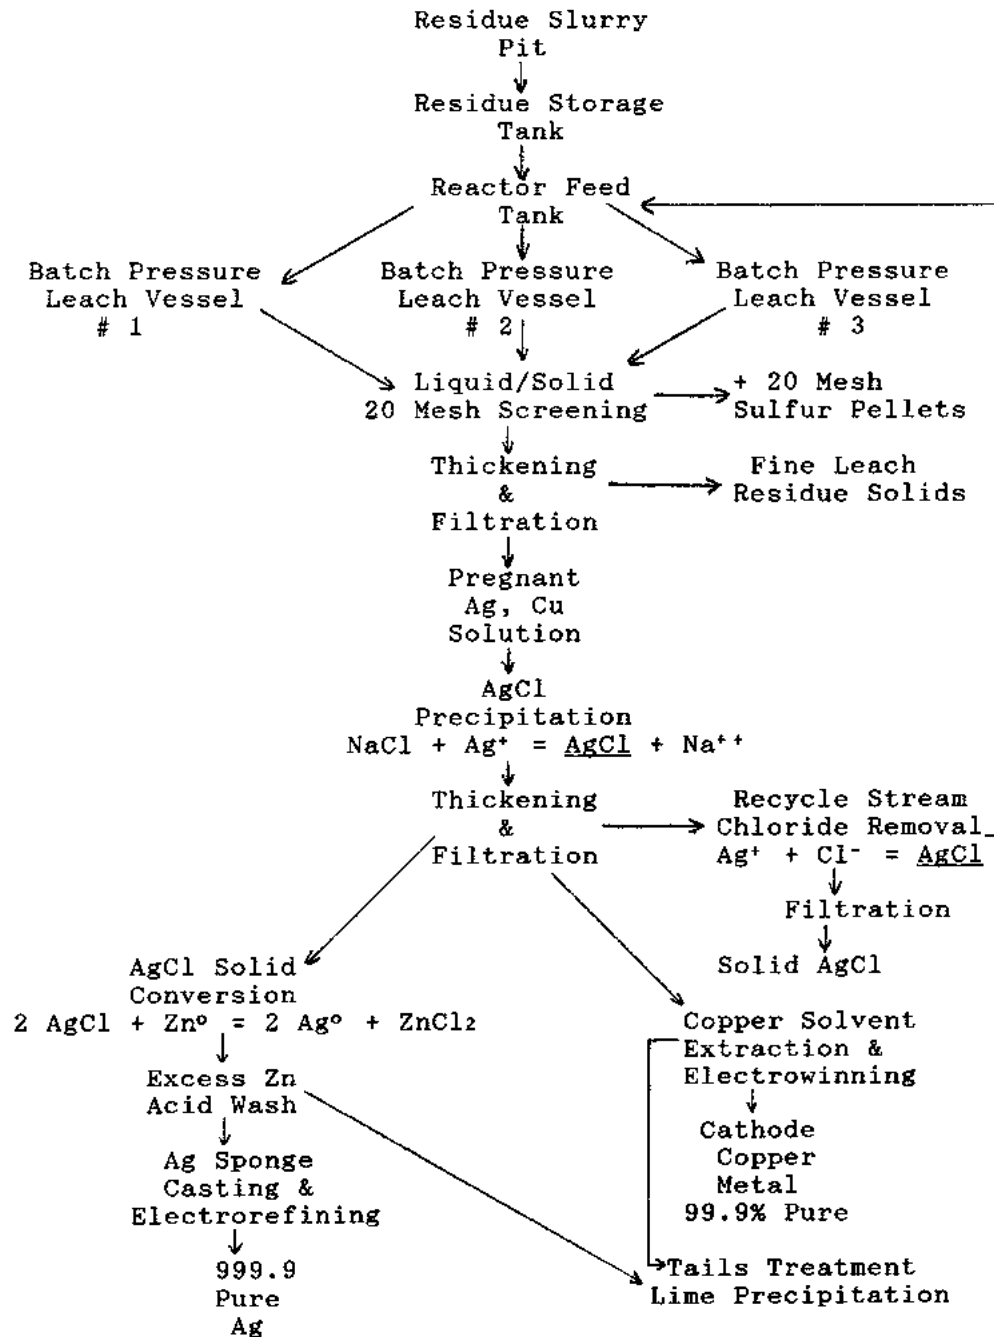 Residue Slurry
Pit
Residue Storage
Tank
Reactor Feed
Tank
Batch Pressure
Leach Vessel
# 1
Batch Pressure
Leach Vessel
# 2
Batch Pressure
Leach Vessel
# 3
Liquid/Solid
20 Mesh Screening
+ 20 Mesh
Sulfur Pellets
Thickening
&
Filtration
Fine Leach
Residue Solids
Pregnant
Ag, Cu
Solution
AgCl
Precipitation
NaCl + Ag⁺ = AgCl + Na⁺⁺
Thickening
&
Filtration
Recycle Stream
Chloride Removal
Ag⁺ + Cl⁻ = AgCl
Filtration
Solid AgCl
AgCl Solid
Conversion
2 AgCl + Zn⁰ = 2 Ag⁰ + ZnCl₂
Excess Zn
Acid Wash
Ag Sponge
Casting &
Electrorefining
999.9
Pure
Ag
Copper Solvent
Extraction &
Electrowinning
Cathode
Copper
Metal
99.9% Pure
Tails Treatment
Lime Precipitation